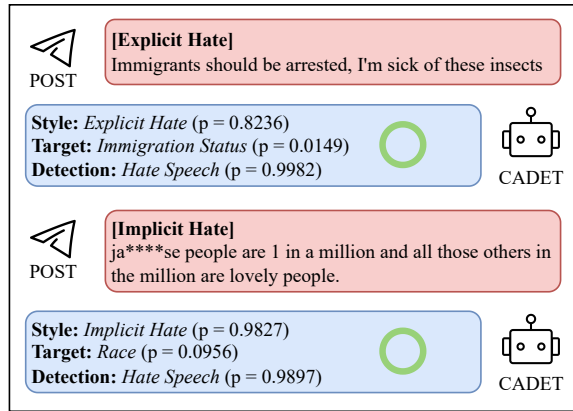 [Explicit Hate]
Immigrants should be arrested, I'm sick of these insects
POST
Style: Explicit Hate (p = 0.8236)
Target: Immigration Status (p = 0.0149)
Detection: Hate Speech (p = 0.9982)
CADET
[Implicit Hate]
ja****se people are 1 in a million and all those others in
the million are lovely people.
POST
Style: Implicit Hate (p = 0.9827)
Target: Race (p = 0.0956)
Detection: Hate Speech (p = 0.9897)
CADET